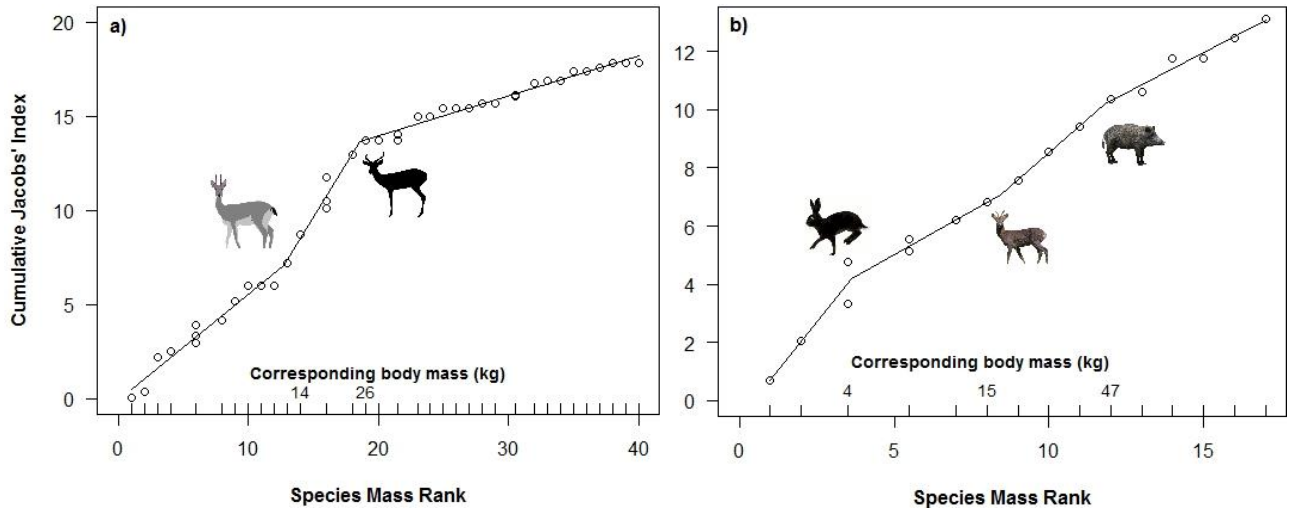 a)
20
15
10
5
0
Cumulative Jacobs' Index
Corresponding body mass (kg)
14 26
0 10 20 30 40
Species Mass Rank
b)
12
10
8
6
4
2
0
Corresponding body mass (kg)
4 15 47
0 5 10 15
Species Mass Rank